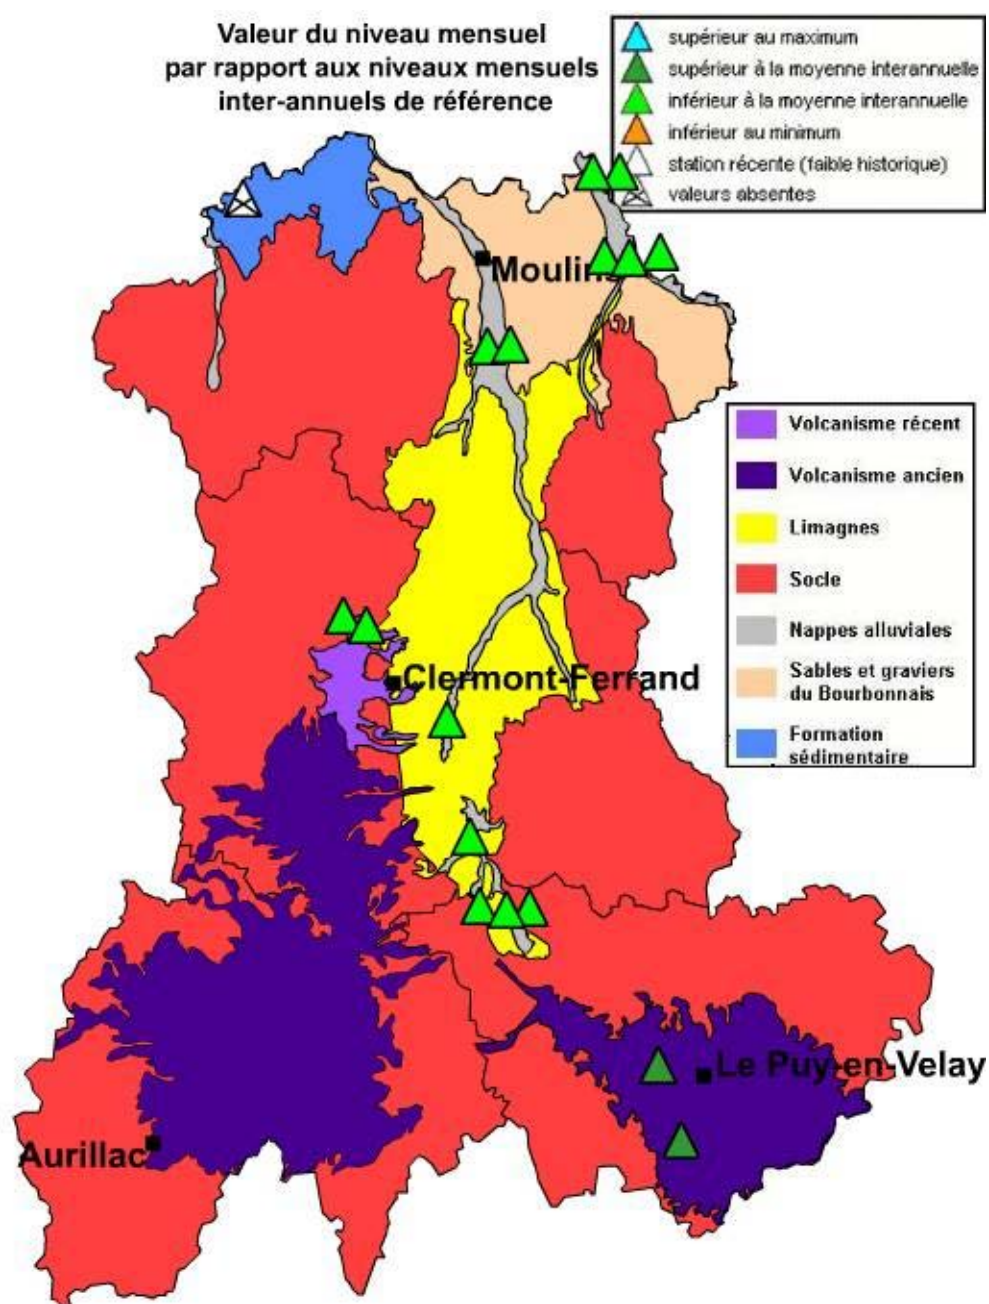 Valeur du niveau mensuel
par rapport aux niveaux mensuels
inter-annuels de référence
supérieur au maximum
supérieur à la moyenne interannuelle
inférieur à la moyenne interannuelle
inférieur au minimum
station récente (faible historique)
valeurs absentes
Moulins
Volcanisme récent
Volcanisme ancien
Limagnes
Socle
Nappes alluviales
Sables et graviers
du Bourbonnais
Formation
sédimentaire
Clermont-Ferrand
Le Puy-en-Velay
Aurillac